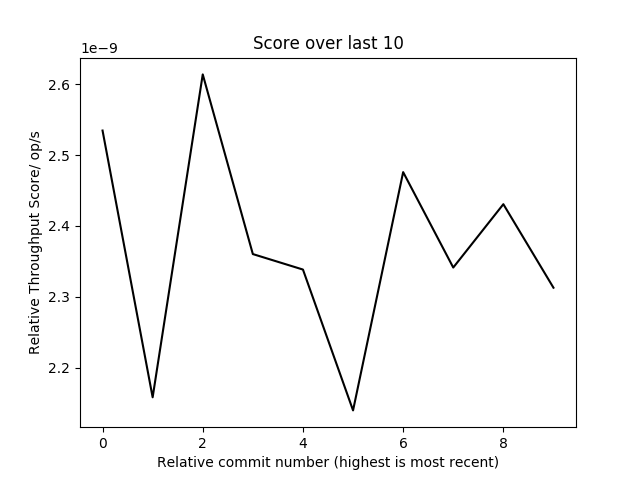 Score over last 10
1e−9
2.6
2.5
2.4
2.3
2.2
Relative Throughput Score/ op/s
0 2 4 6 8
Relative commit number (highest is most recent)